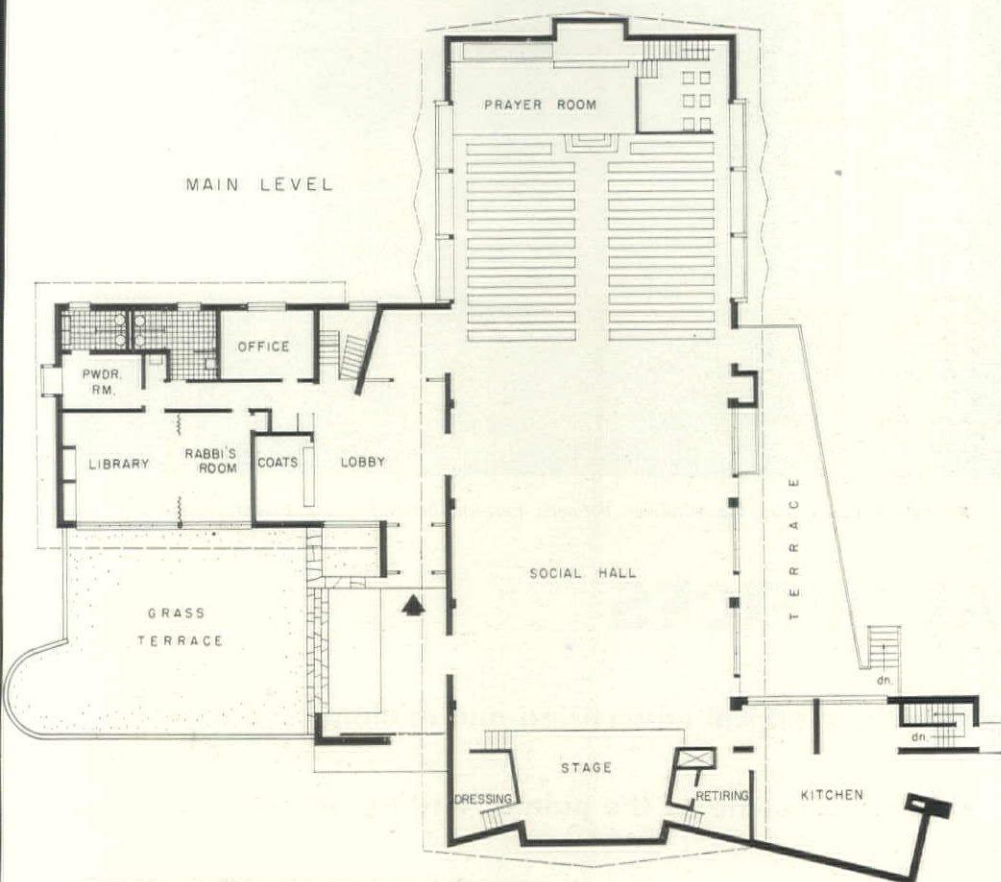 PRAYER ROOM
MAIN LEVEL
OFFICE
PWDR.
RM.
LIBRARY
RABBI'S
ROOM
COATS
LOBBY
SOCIAL HALL
TERRACE
GRASS
TERRACE
dn.
dn.
STAGE
DRESSING
RETIRING
KITCHEN